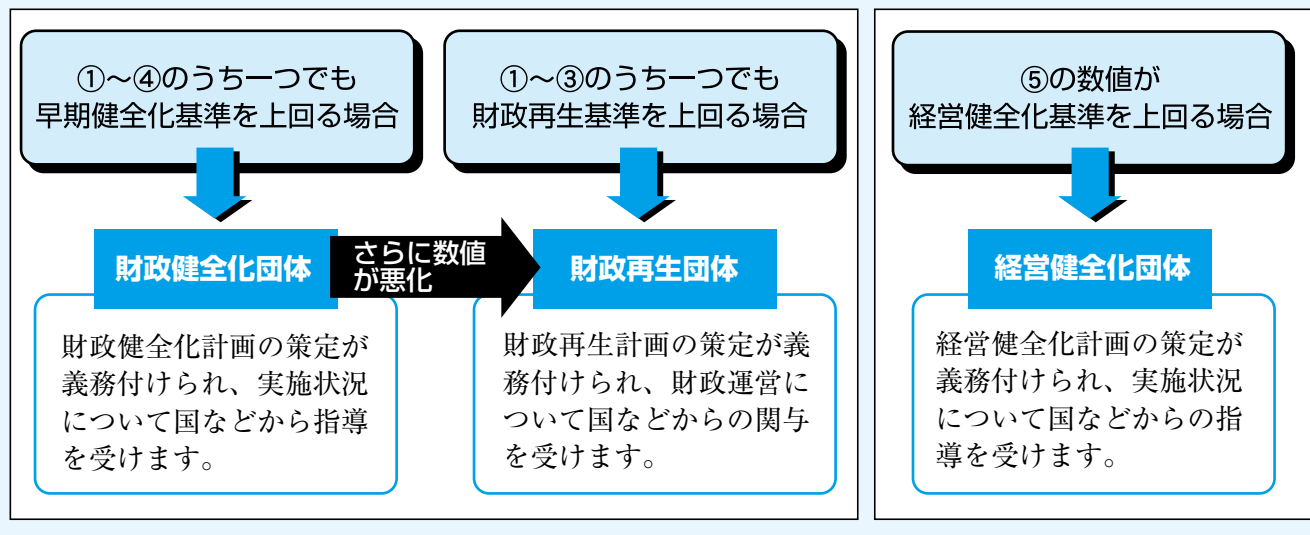 ①～④のうち一つでも
早期健全化基準を上回る場合
財政健全化団体
財政健全化計画の策定が
義務付けられ、実施状況
について国などから指導
を受けます。
さらに数値
が悪化
①～③のうち一つでも
財政再生基準を上回る場合
財政再生団体
財政再生計画の策定が義
務付けられ、財政運営に
ついて国などからの関与
を受けます。
⑤の数値が
経営健全化基準を上回る場合
経営健全化団体
経営健全化計画の策定が
義務付けられ、実施状況
について国などからの指
導を受けます。